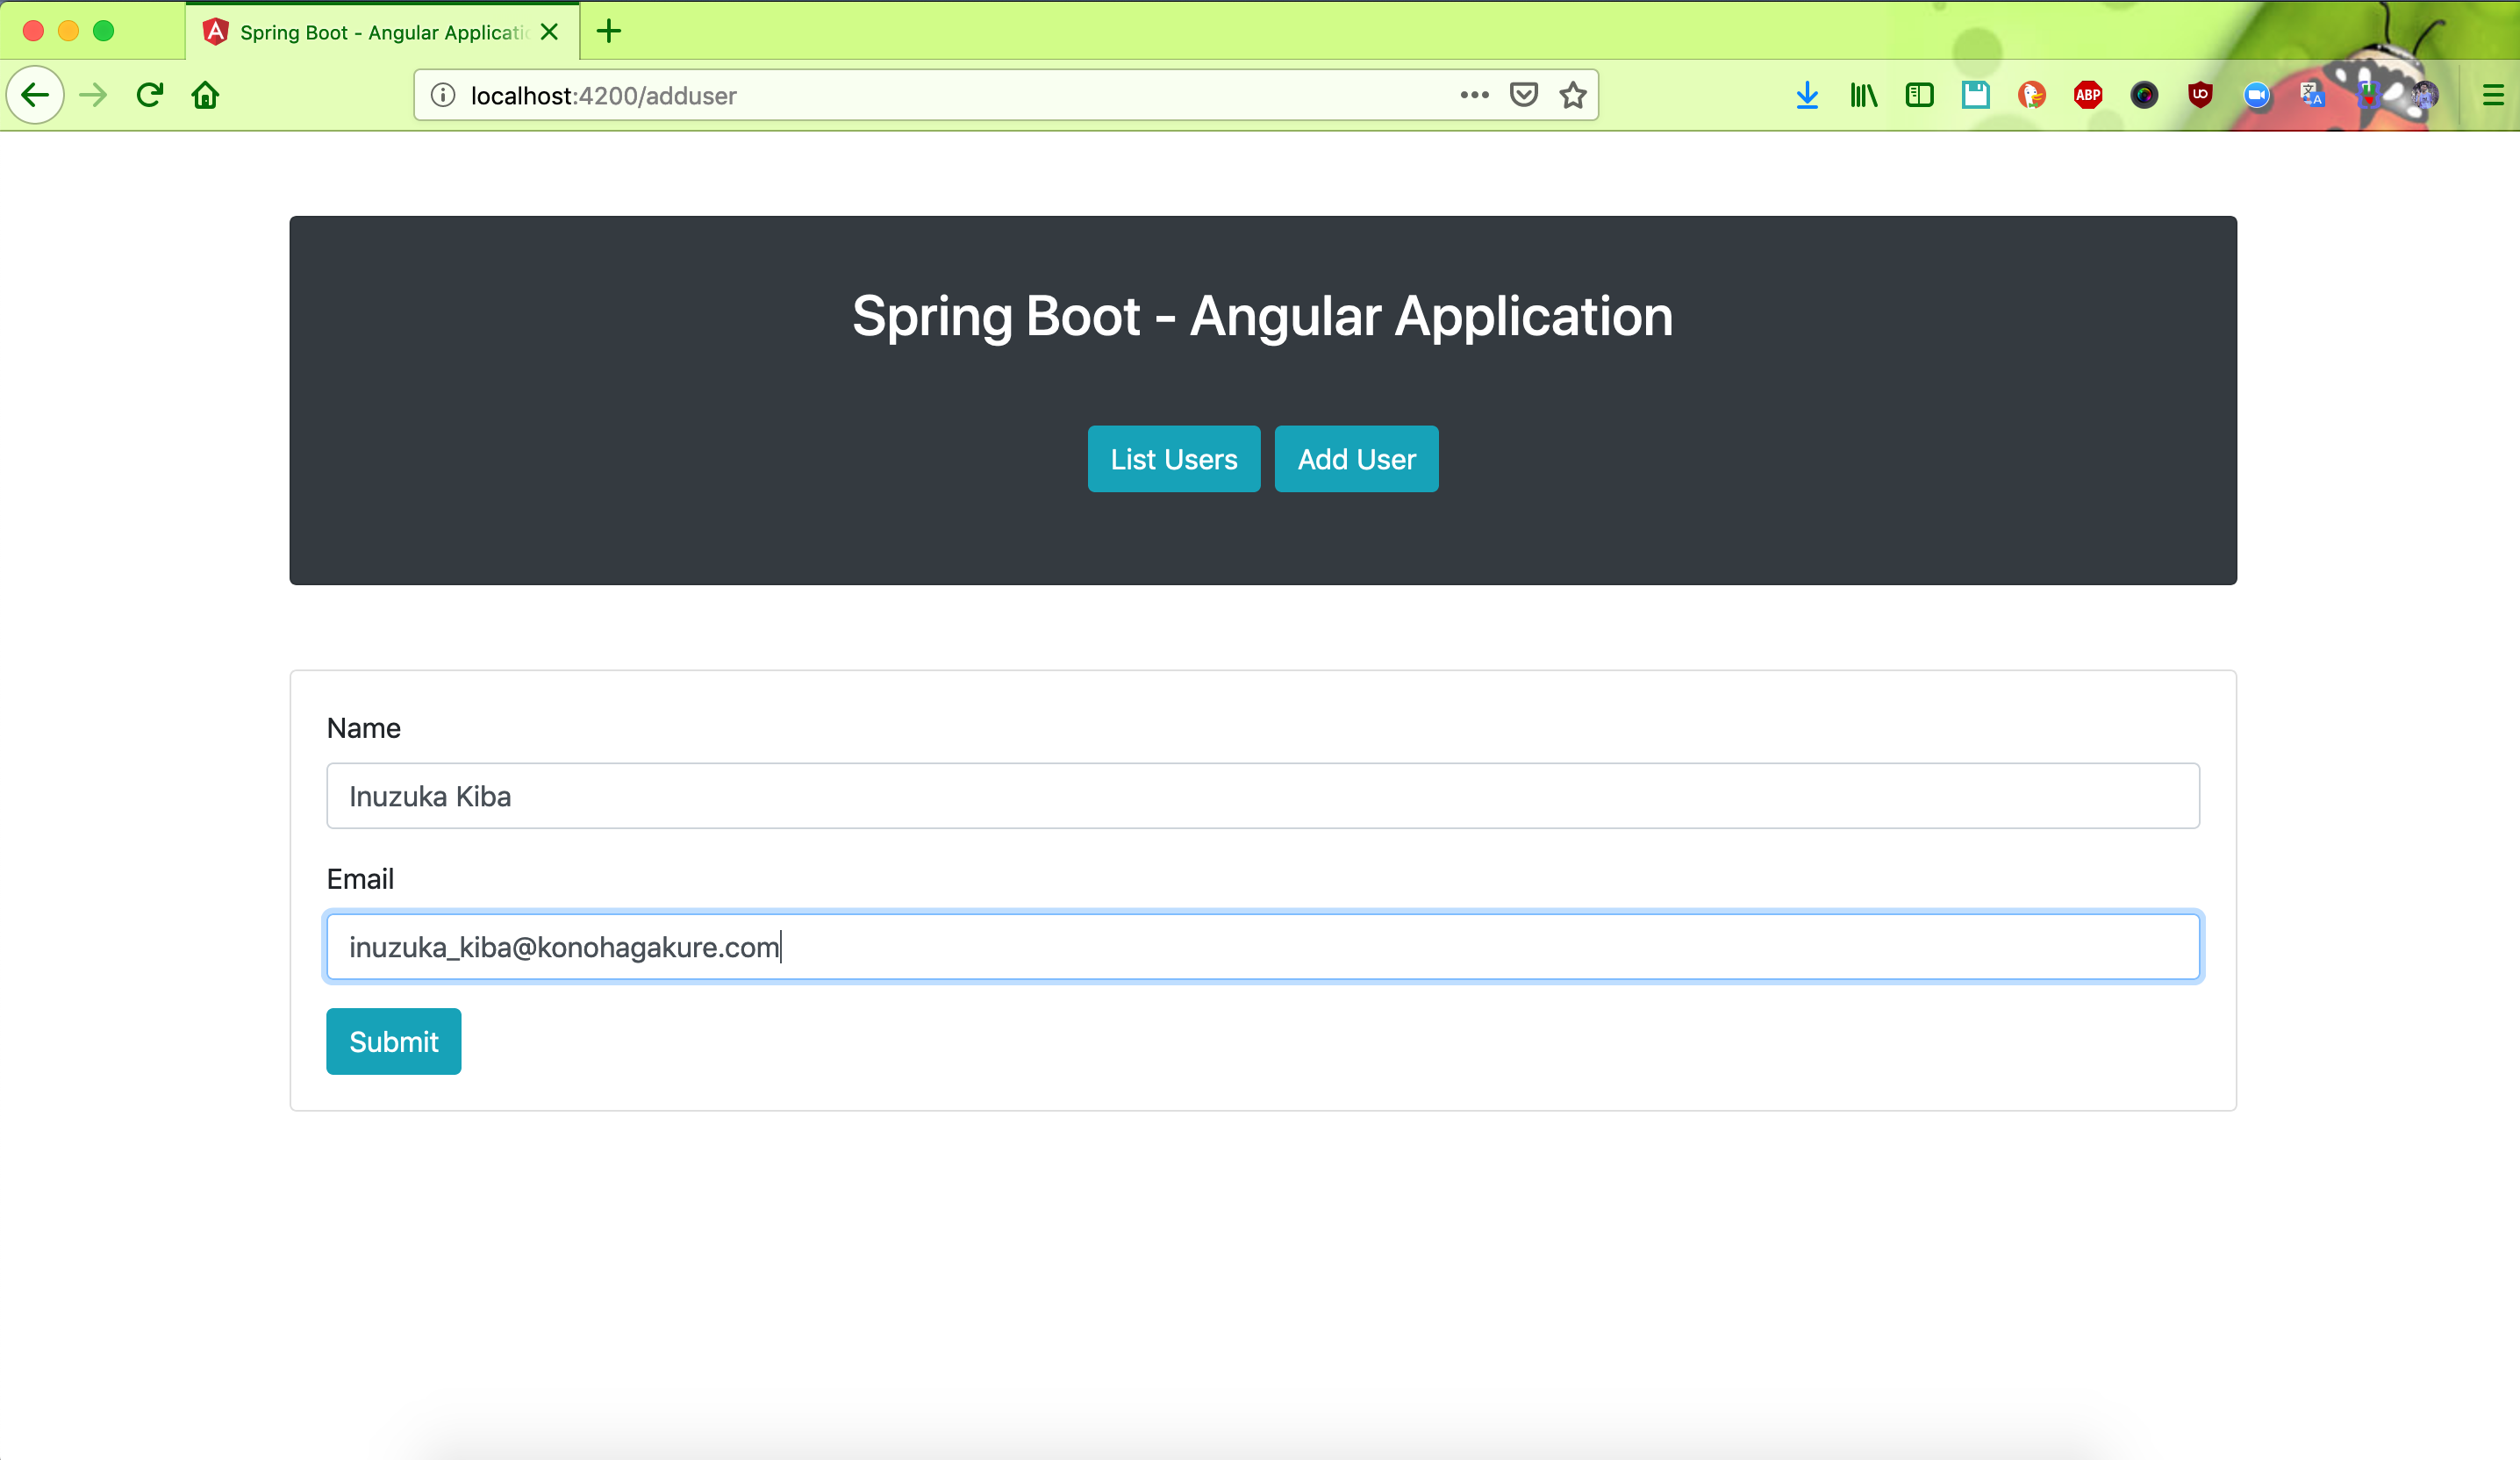 Spring Boot - Angular Applicatio
localhost:4200/adduser
ABP
Spring Boot - Angular Application
List Users Add User
Name
Inuzuka Kiba
Email
inuzuka_kiba@konohagakure.com
Submit